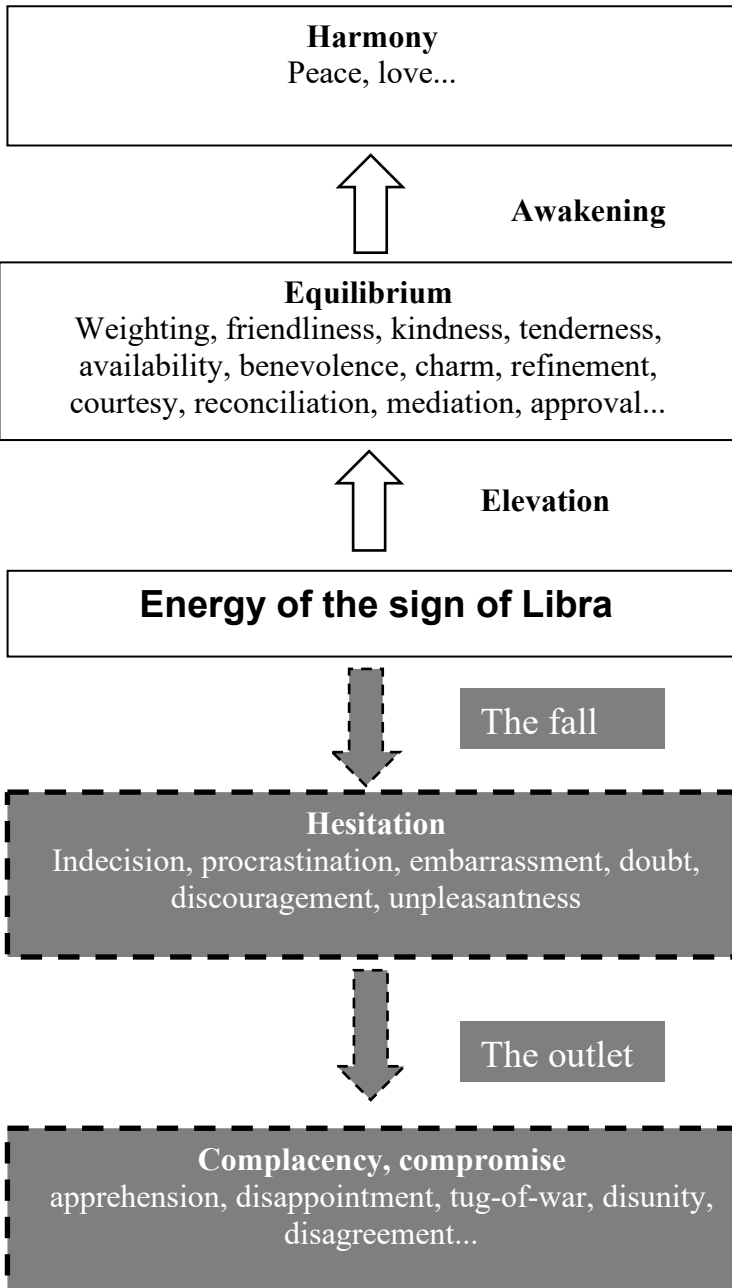 Harmony
Peace, love...
Awakening
Equilibrium
Weighting, friendliness, kindness, tenderness,
availability, benevolence, charm, refinement,
courtesy, reconciliation, mediation, approval...
Elevation
Energy of the sign of Libra
The fall
Hesitation
Indecision, procrastination, embarrassment, doubt,
discouragement, unpleasantness
The outlet
Complacency, compromise
apprehension, disappointment, tug-of-war, disunity,
disagreement...